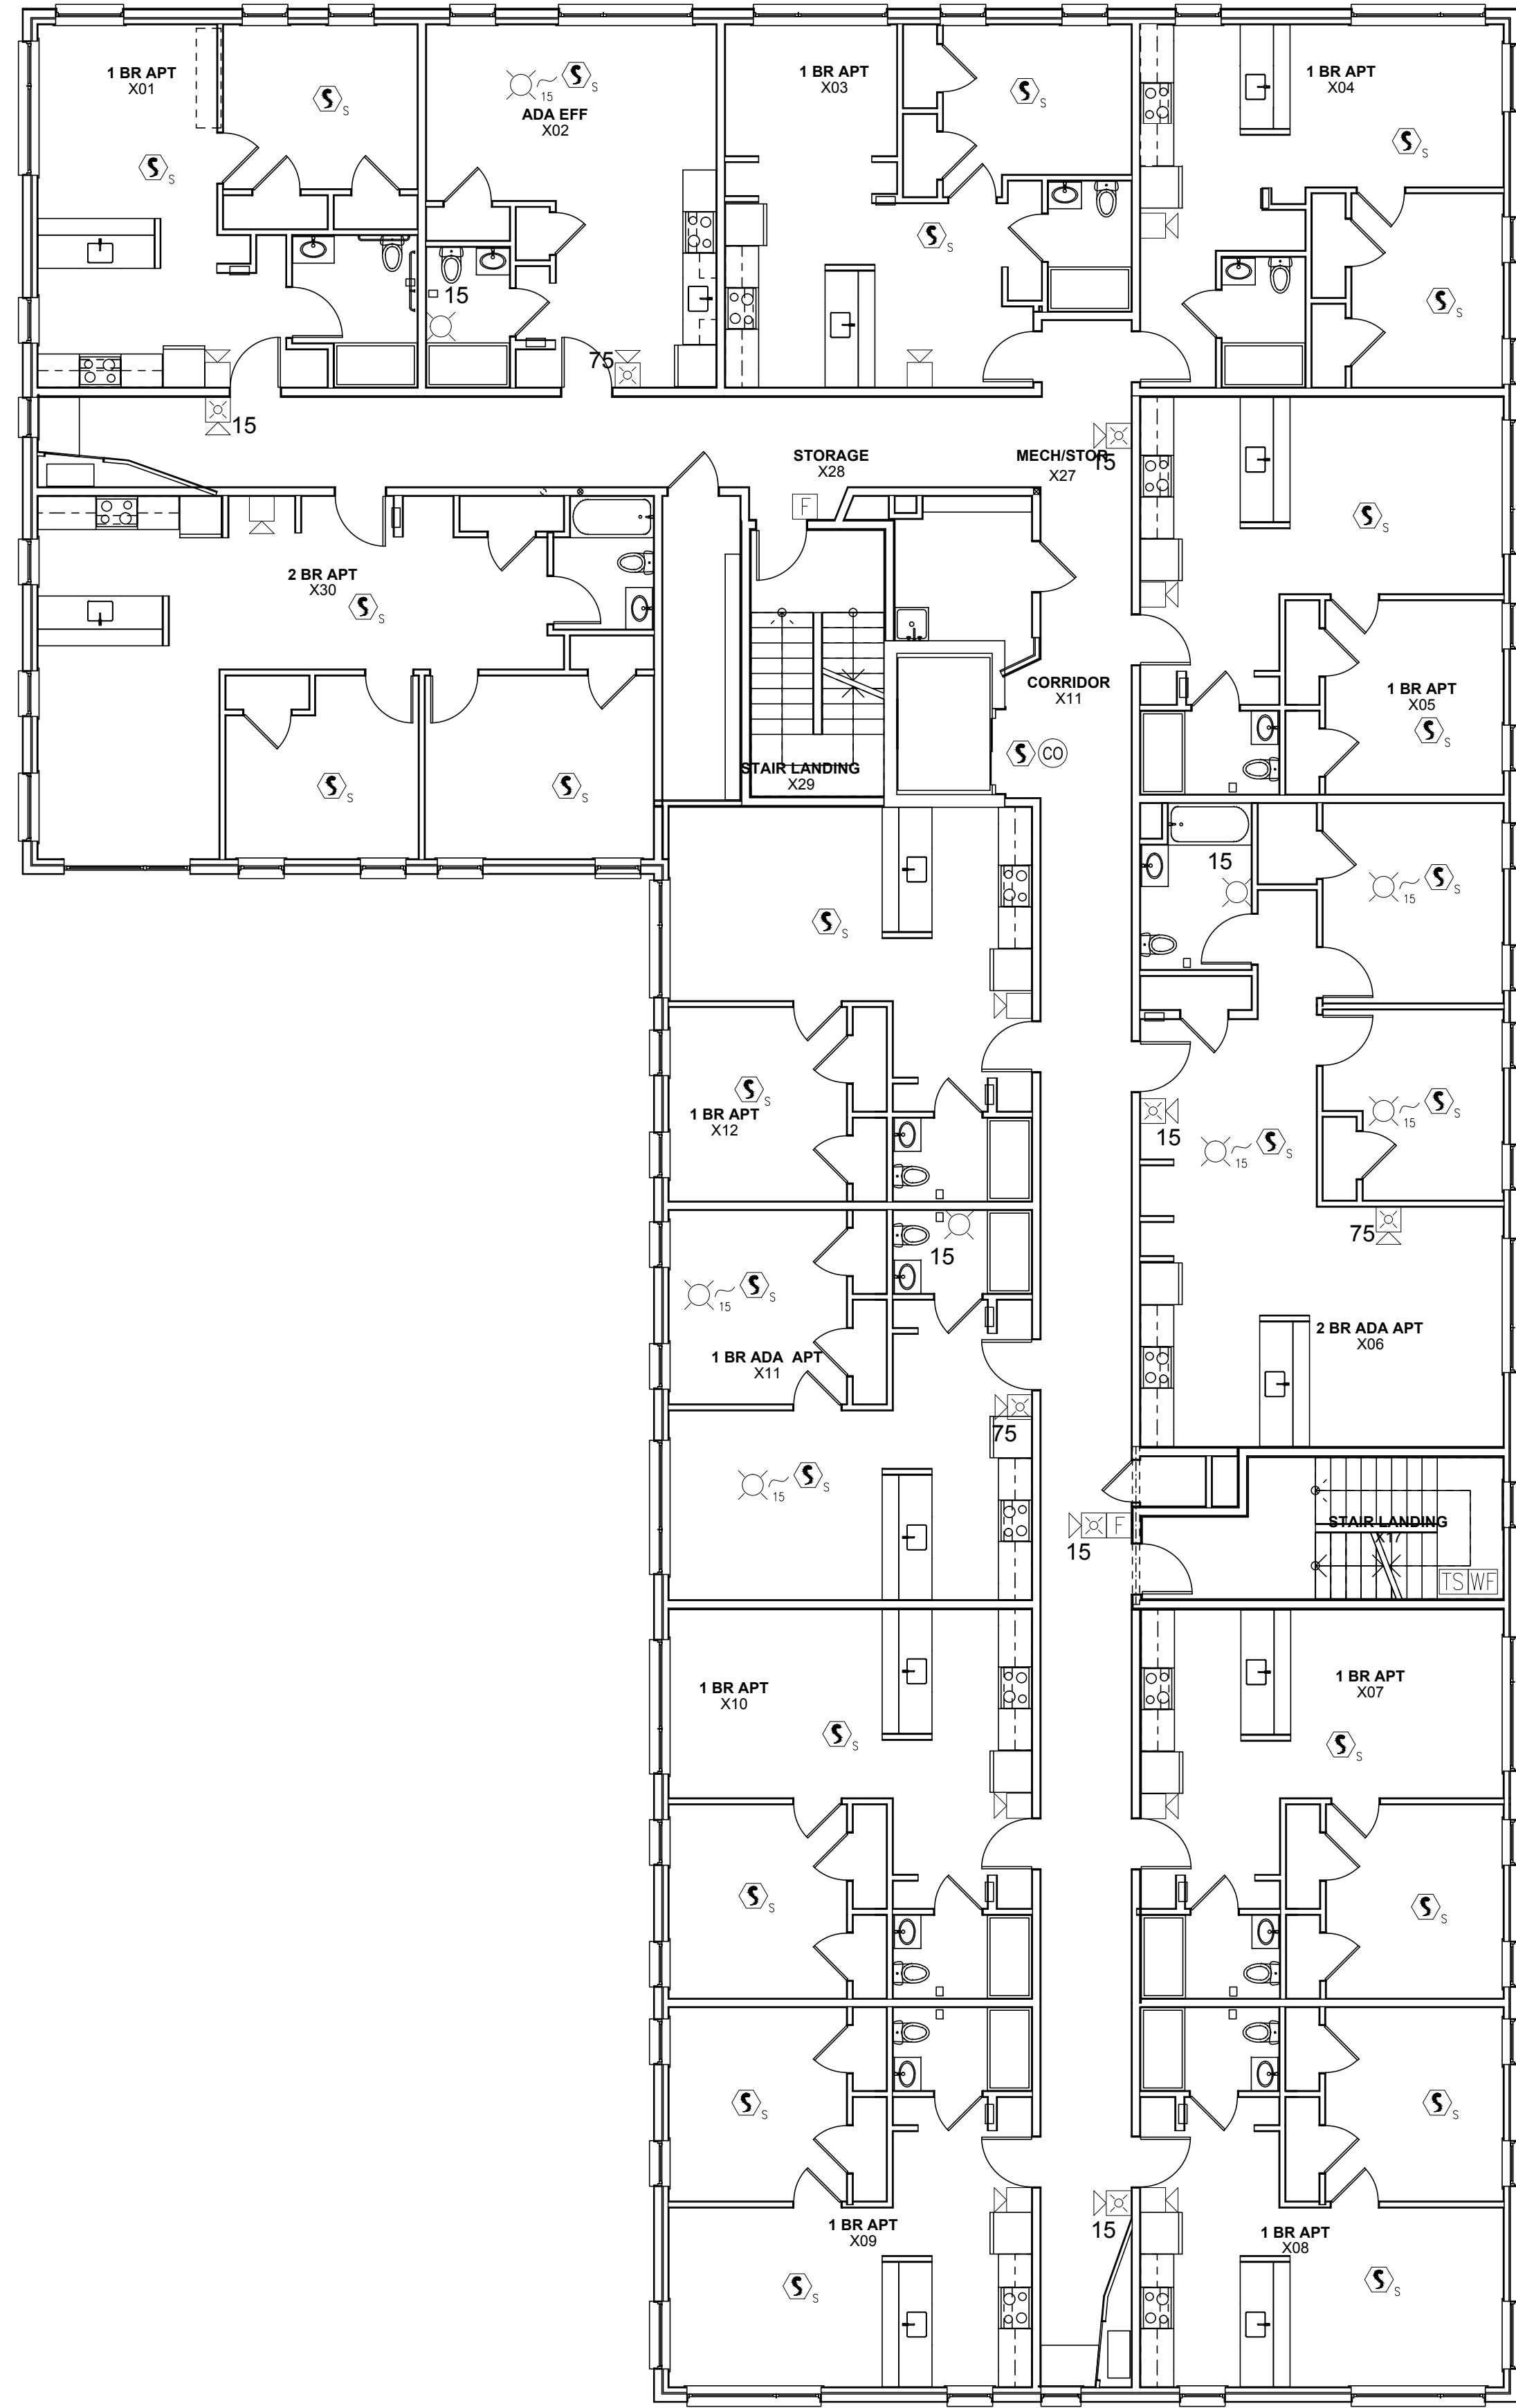 1 BR APT
X01
S
S
S
S
15
S
S
ADA EFF
X02
15
75
1 BR APT
X03
S
S
S
S
1 BR APT
X04
S
S
S
S
15
STORAGE
X28
MECH/STOR
X27
15
F
S
S
2 BR APT
X30
S
S
S
S
S
S
CORRIDOR
X11
S
CO
1 BR APT
X05
S
S
STAIR LANDING
X29
15
15
S
S
S
S
S
S
1 BR APT
X12
15
15
S
S
15
S
S
75
15
15
S
S
1 BR ADA APT
X11
75
15
S
S
2 BR ADA APT
X06
15
F
STAIR LANDING
X17
TS
WF
1 BR APT
X10
S
S
1 BR APT
X07
S
S
S
S
S
S
S
S
S
S
1 BR APT
X09
S
S
15
1 BR APT
X08
S
S